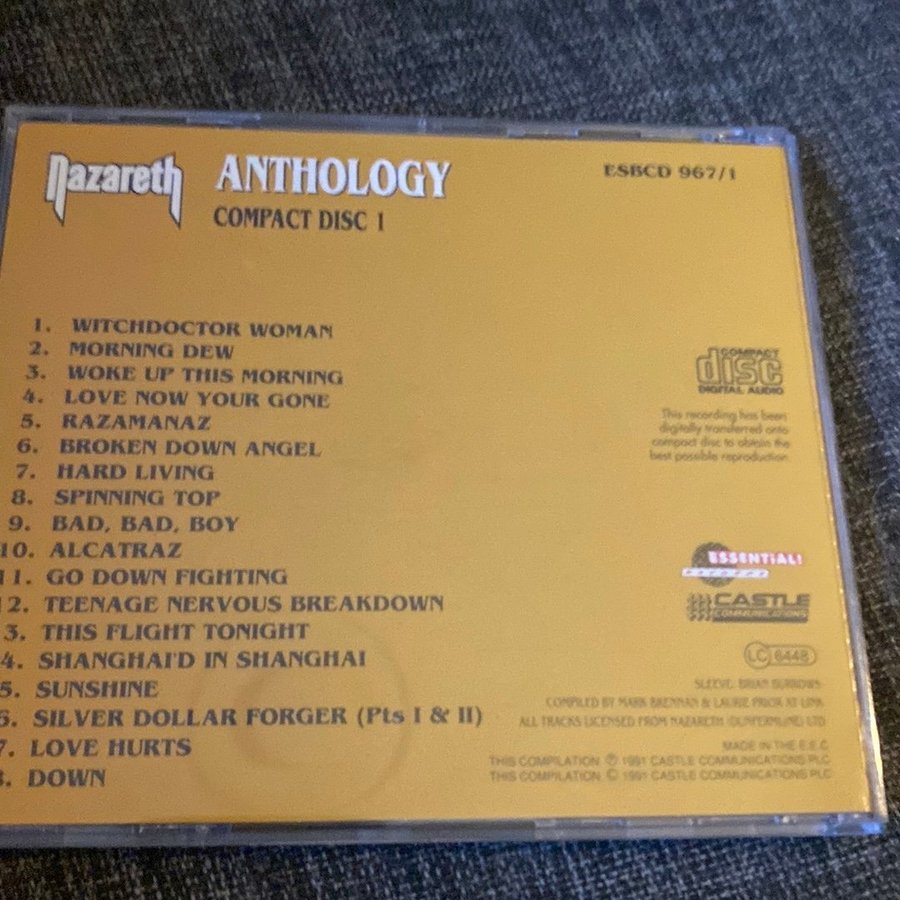 Nazareth ANTHOLOGY ESBCD 967/1
COMPACT DISC 1
1. WITCHDOCTOR WOMAN
2. MORNING DEW
3. WOKE UP THIS MORNING
4. LOVE NOW YOUR GONE
5. RAZAMANAZ
6. BROKEN DOWN ANGEL
7. HARD LIVING
8. SPINNING TOP
9. BAD, BAD, BOY
10. ALCATRAZ
11. GO DOWN FIGHTING
12. TEENAGE NERVOUS BREAKDOWN
3. THIS FLIGHT TONIGHT
4. SHANGHAI'D IN SHANGHAI
5. SUNSHINE
6. SILVER DOLLAR FORGER (Pts I & II)
7. LOVE HURTS
8. DOWN
COMPACT
disc
DIGITAL AUDIO
This recording has been
digitally transferred onto
compact disc to obtain the
best possible reproduction
ESSENTiAL!
RECORDS
CASTLE
COMMUNICATIONS
LC 6448
SLEEVE: BRIAN BURROWS
COMPILED BY MARK BRENNAN & LAURIE PRIOR AT LINK
ALL TRACKS LICENSED FROM NAZARETH (DUNFERMLINE) LTD
MADE IN THE E.E.C.
THIS COMPILATION ℗ 1991 CASTLE COMMUNICATIONS PLC
THIS COMPILATION © 1991 CASTLE COMMUNICATIONS PLC